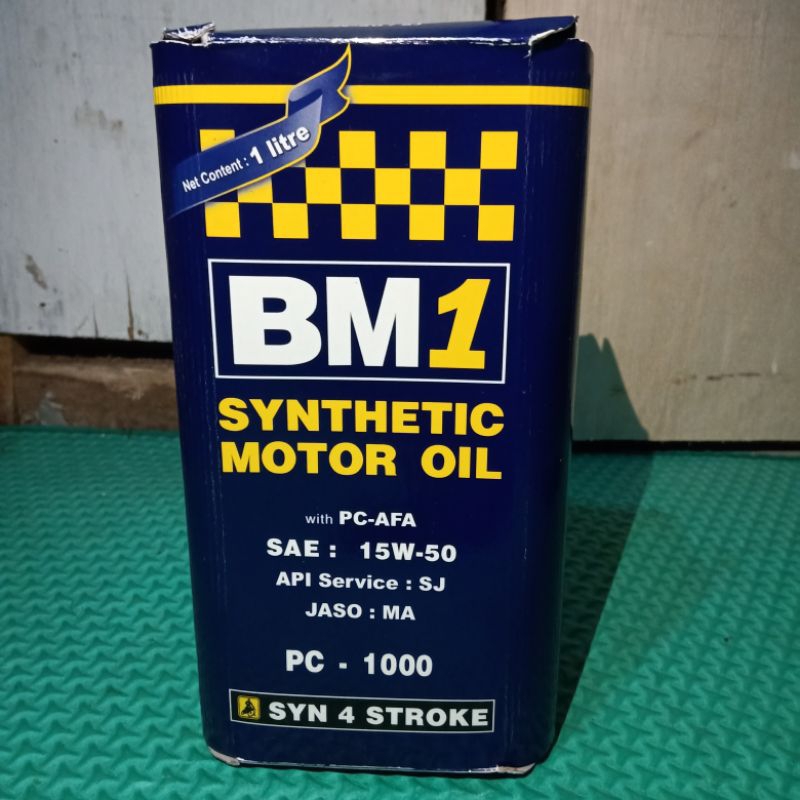 Net Content : 1 litre
BM1
SYNTHETIC
MOTOR OIL
with PC-AFA
SAE : 15W-50
API Service : SJ
JASO : MA
PC - 1000
SYN 4 STROKE